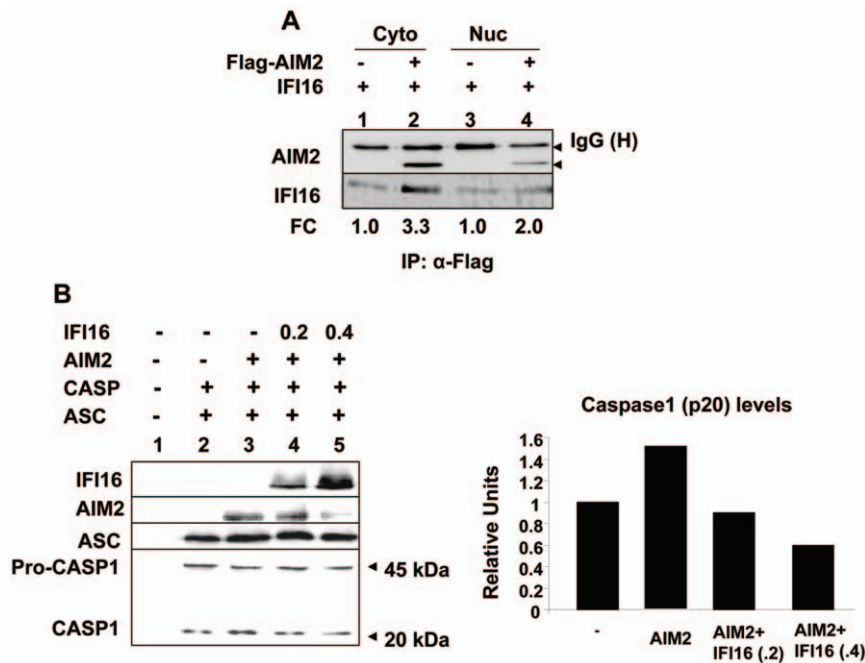 A
Cyto Nuc
Flag-AIM2 - + - +
IFI16 + + + +
1 2 3 4
IgG (H)
AIM2
IFI16
FC 1.0 3.3 1.0 2.0
IP: α-Flag
B
IFI16 - - - 0.2 0.4
AIM2 - - + + +
CASP - + + + +
ASC - + + + +
1 2 3 4 5
IFI16
AIM2
ASC
Pro-CASP1 45 kDa
CASP1 20 kDa
Caspase1 (p20) levels
Relative Units
1.6
1.4
1.2
1
0.8
0.6
0.4
0.2
0
- AIM2 AIM2+ AIM2+
IFI16 (.2) IFI16 (.4)